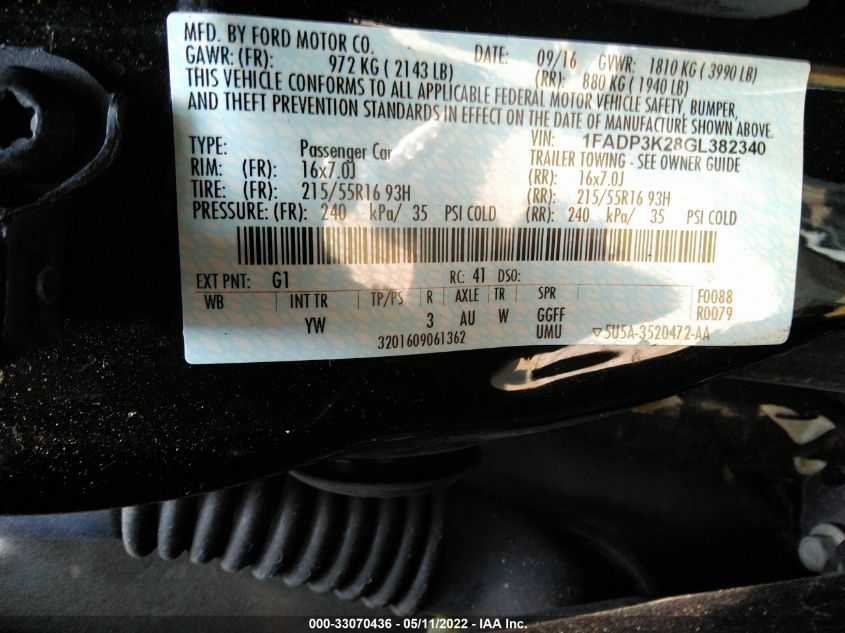 MFD. BY FORD MOTOR CO.
DATE: 09/16 GVWR: 1810 KG ( 3990 LB)
GAWR: (FR): 972 KG ( 2143 LB) (RR): 880 KG ( 1940 LB)
THIS VEHICLE CONFORMS TO ALL APPLICABLE FEDERAL MOTOR VEHICLE SAFETY, BUMPER,
AND THEFT PREVENTION STANDARDS IN EFFECT ON THE DATE OF MANUFACTURE SHOWN ABOVE.
VIN: 1FADP3K28GL382340
TYPE: Passenger Car TRAILER TOWING - SEE OWNER GUIDE
RIM: (FR): 16x7.0J (RR): 16x7.0J
TIRE: (FR): 215/55R16 93H (RR): 215/55R16 93H
PRESSURE: (FR): 240 kPa/ 35 PSI COLD (RR): 240 kPa/ 35 PSI COLD
EXT PNT: G1 RC: 41 DSO:
WB INT TR TP/PS R AXLE TR SPR F0088
YW 3 AU W GGFF R0079
3201609061362 UMU ▽5U5A-3520472-AA
000-33070436 - 05/11/2022 - IAA Inc.